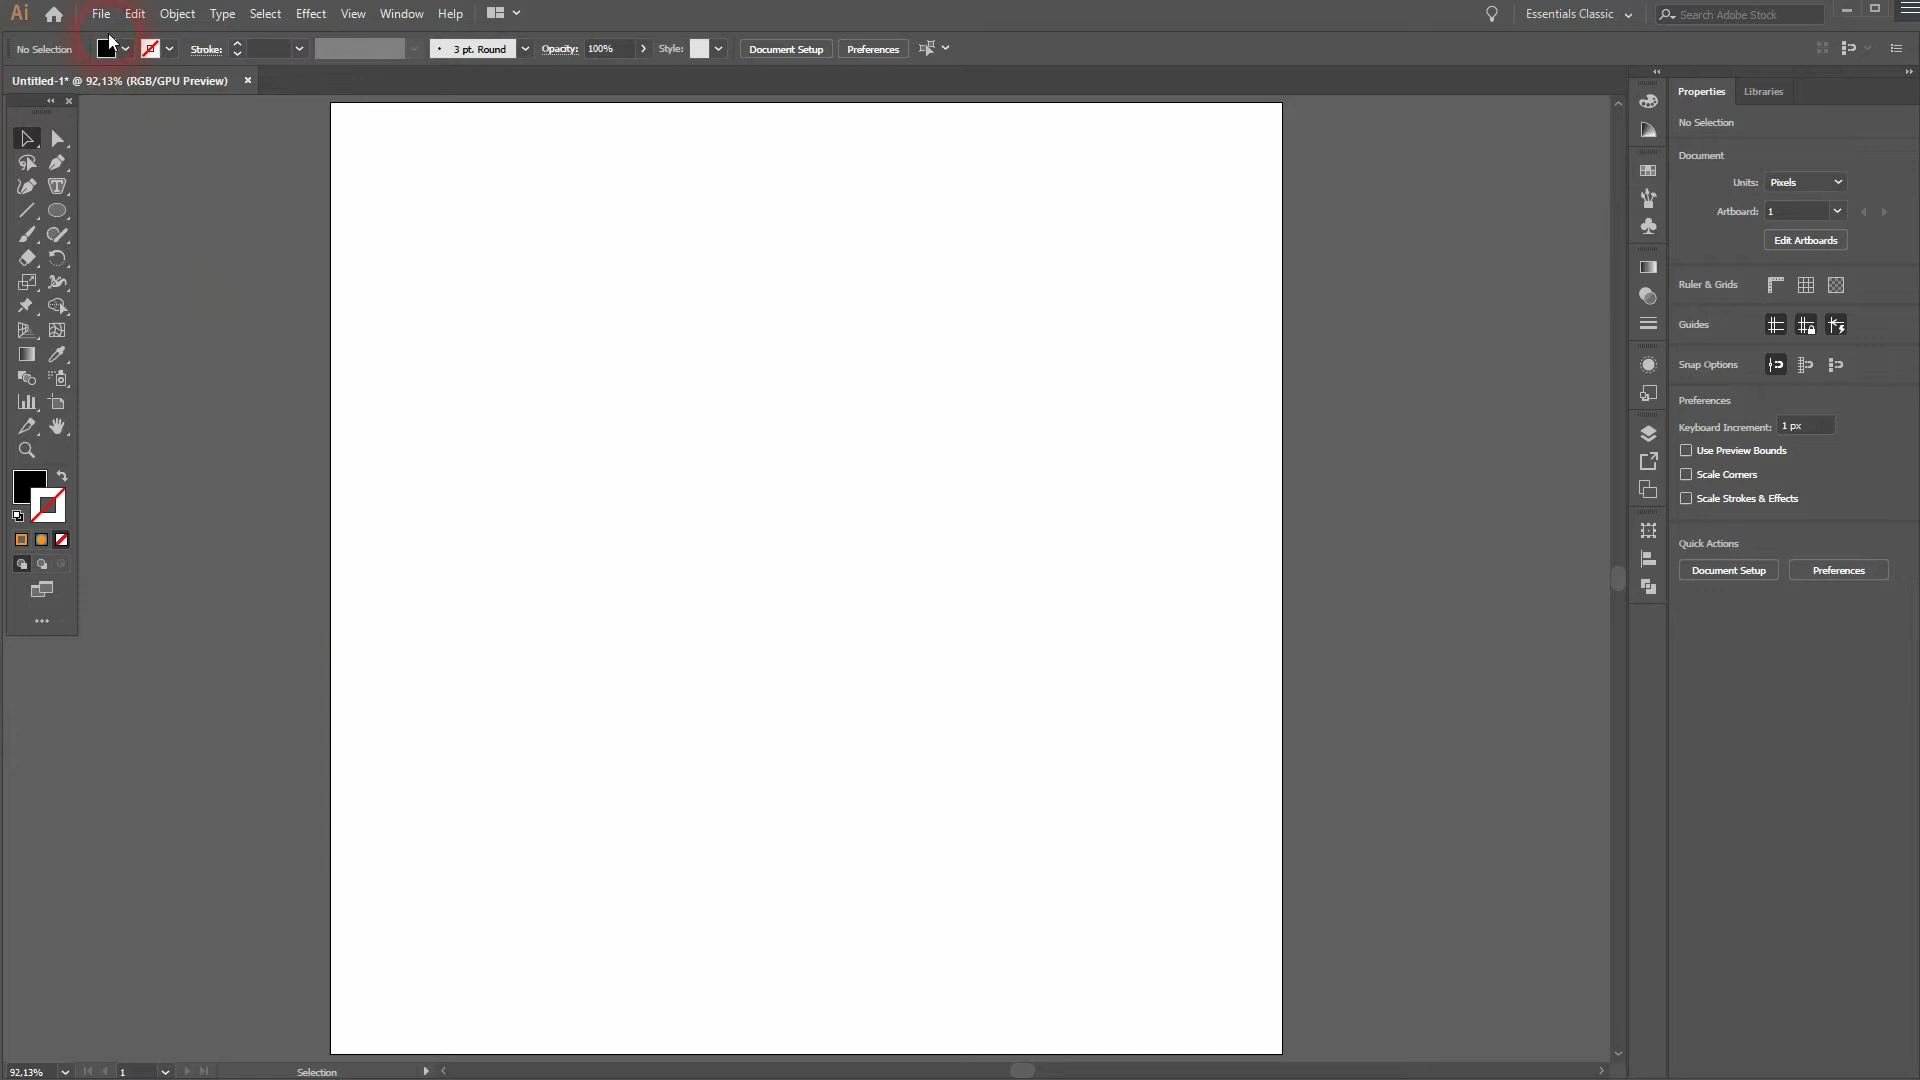 Ai File Edit Object Type Select Effect View Window Help Essentials Classic Search Adobe Stock
No Selection Stroke: 3 pt. Round Opacity: 100% Style: Document Setup Preferences
Untitled-1* @ 92,13% (RGB/GPU Preview)
Properties Libraries
No Selection
Document
Units: Pixels
Artboard: 1
Edit Artboards
Ruler & Grids
Guides
Snap Options
Preferences
Keyboard Increment: 1 px
Use Preview Bounds
Scale Corners
Scale Strokes & Effects
Quick Actions
Document Setup Preferences
92,13% 1 Selection